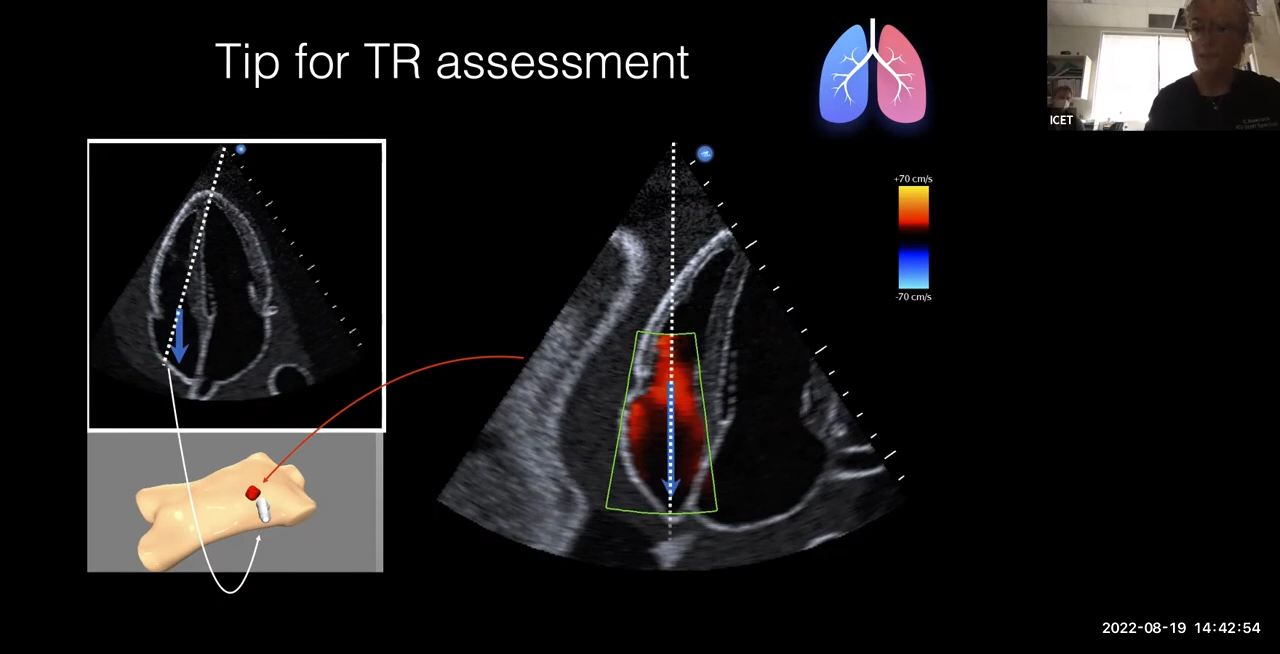 Tip for TR assessment
ICET
+70 cm/s
-70 cm/s
2022-08-19 14:42:54